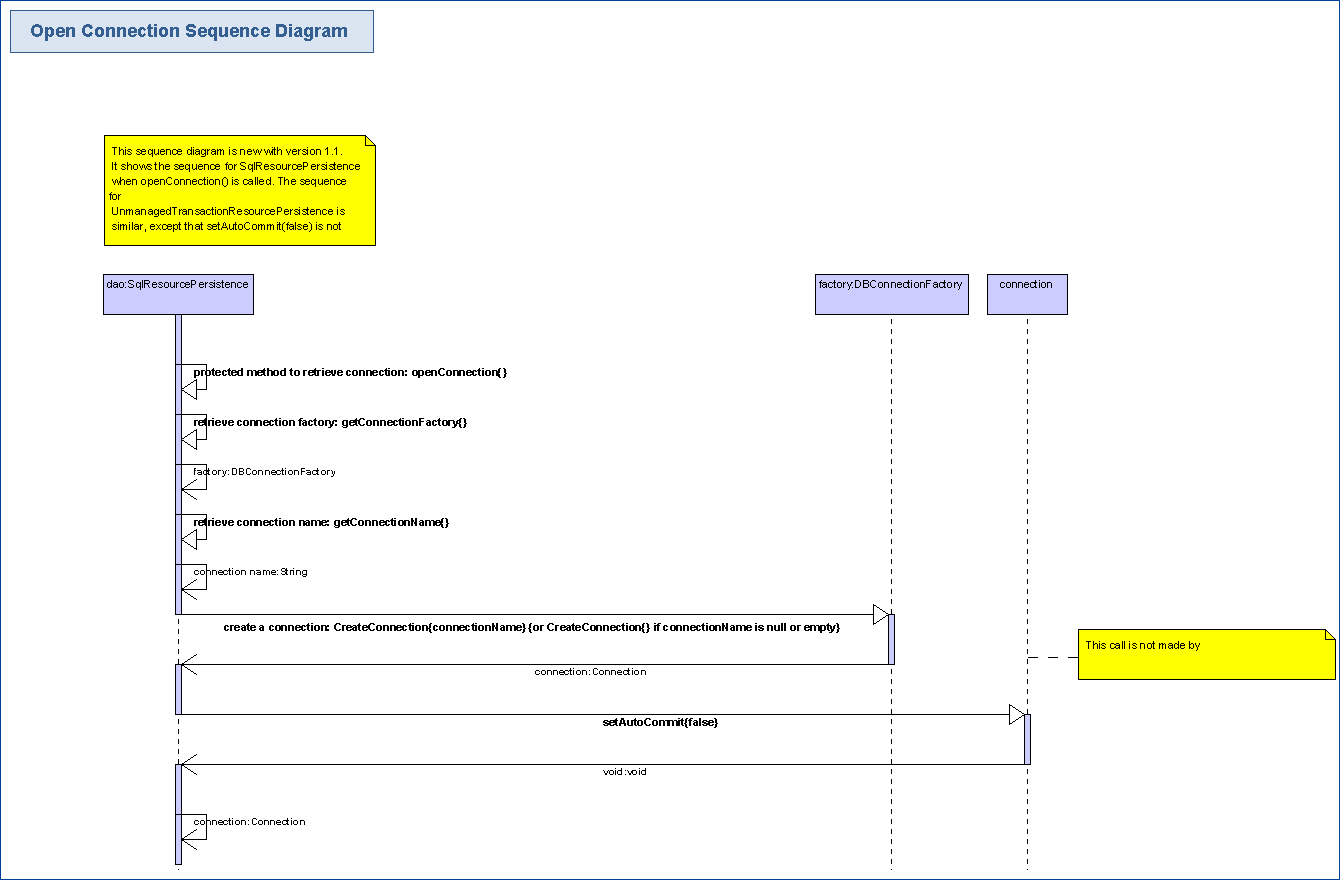 Open Connection Sequence Diagram
This sequence diagram is new with version 1.1.
It shows the sequence for SqlResourcePersistence
when openConnection() is called. The sequence
for
UnmanagedTransactionResourcePersistence is
similar, except that setAutoCommit(false) is not
dao:SqlResourcePersistence
factory:DBConnectionFactory
connection
protected method to retrieve connection: openConnection{}
retrieve connection factory: getConnectionFactory{}
factory:DBConnectionFactory
retrieve connection name: getConnectionName{}
connection name:String
create a connection: CreateConnection{connectionName} {or CreateConnection{} if connectionName is null or empty}
This call is not made by
connection:Connection
setAutoCommit{false}
void:void
connection:Connection